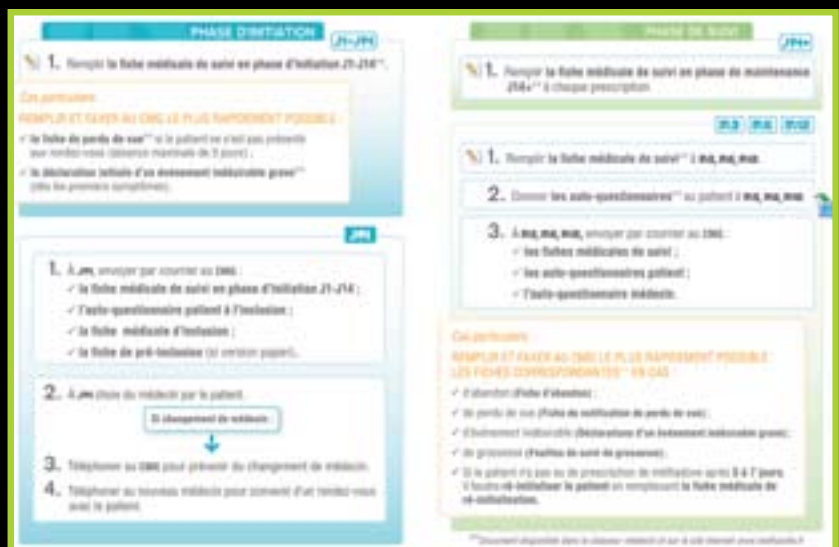 PHASE D'INITIATION
J1-J14
1. Remplir la fiche médicale de suivi en phase d'initiation J1-J14**.
Cas particuliers
REMPLIR ET FAXER AU CMG LE PLUS RAPIDEMENT POSSIBLE :
✓ la fiche de perdu de vue** si le patient ne s'est pas présenté
aux rendez-vous (absence maximale de 5 jours) ;
✓ la déclaration initiale d'un événement indésirable grave**
(dès les premiers symptômes).
J14
1. À J14, envoyer par courrier au CMG :
✓ la fiche médicale de suivi en phase d'initiation J1-J14 ;
✓ l'auto-questionnaire patient à l'inclusion ;
✓ la fiche médicale d'inclusion ;
✓ la fiche de pré-inclusion (si version papier).
2. À J14 choix du médecin par le patient.
Si changement de médecin :
3. Téléphoner au CMG pour prévenir du changement de médecin.
4. Téléphoner au nouveau médecin pour convenir d'un rendez-vous
avec le patient.
PHASE DE SUIVI
J14+
1. Remplir la fiche médicale de suivi en phase de maintenance
J14+** à chaque prescription
M3 M6 M12
1. Remplir la fiche médicale de suivi** à M3, M6, M12.
2. Donner les auto-questionnaires** au patient à M3, M6, M12
3. À M3, M6, M12, envoyer par courrier au CMG :
✓ les fiches médicales de suivi ;
✓ les auto-questionnaires patient ;
✓ l'auto-questionnaire médecin.
Cas particuliers
REMPLIR ET FAXER AU CMG LE PLUS RAPIDEMENT POSSIBLE
LES FICHES CORRESPONDANTES** EN CAS :
✓ d'abandon (Fiche d'abandon) ;
✓ de perdu de vue (Fiche de notification de perdu de vue) ;
✓ d'événement indésirable (Déclarations d'un événement indésirable grave) ;
✓ de grossesse (Feuilles de suivi de grossesse) ;
✓ Si le patient n'a pas eu de prescription de méthadone après 5 à 7 jours
il faudra ré-initialiser le patient en remplissant la fiche médicale de
ré-initialisation.
**Document disponible dans le classeur médecin et sur le site internet